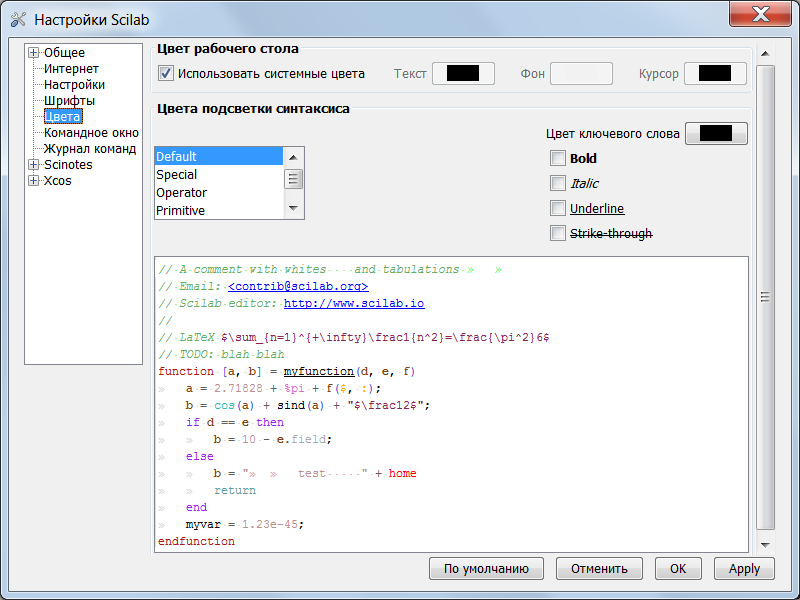 Настройки Scilab
Общее
Интернет
Настройки
Шрифты
Цвета
Командное окно
Журнал команд
Scinotes
Xcos
Цвет рабочего стола
Использовать системные цвета Текст Фон Курсор
Цвета подсветки синтаксиса
Цвет ключевого слова
Default
Special
Operator
Primitive
Bold
Italic
Underline
Strike-through
// A comment with whites    and tabulations »   »
// Email: <contrib@scilab.org>
// Scilab editor: http://www.scilab.io
//
// LaTeX $\sum_{n=1}^{+\infty}\frac1{n^2}=\frac{\pi^2}6$
// TODO: blah blah
function [a, b] = myfunction(d, e, f)
»   a = 2.71828 + %pi + f($, :);
»   b = cos(a) + sind(a) + "$\frac12$";
»   if d == e then
»   »   b = 10 - e.field;
»   else
»   »   b = "»  »   test·····" + home
»   »   return
»   end
»   myvar = 1.23e-45;
endfunction
По умолчанию Отменить OK Apply